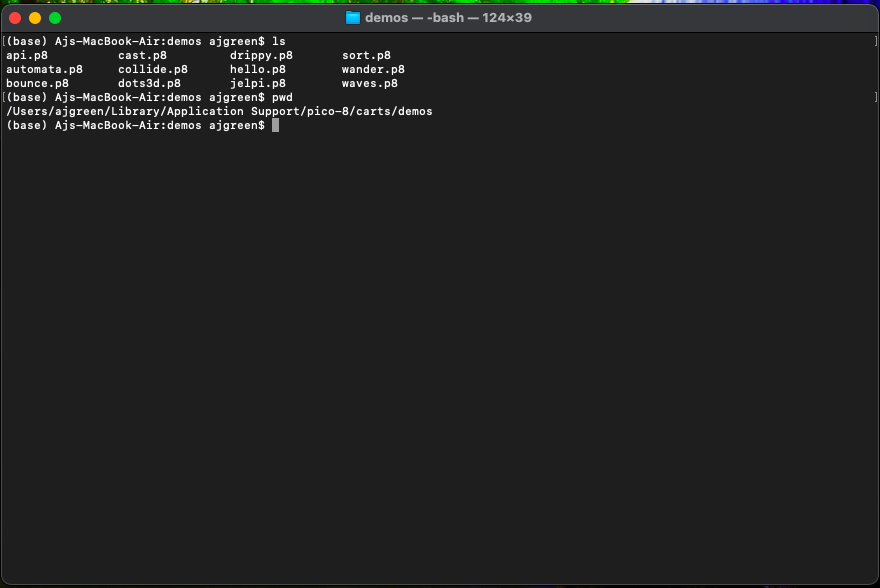 demos — -bash — 124×39
[(base) Ajs-MacBook-Air:demos ajgreen$ ls ]
api.p8 cast.p8 drippy.p8 sort.p8
automata.p8 collide.p8 hello.p8 wander.p8
bounce.p8 dots3d.p8 jelpi.p8 waves.p8
[(base) Ajs-MacBook-Air:demos ajgreen$ pwd ]
/Users/ajgreen/Library/Application Support/pico-8/carts/demos
(base) Ajs-MacBook-Air:demos ajgreen$